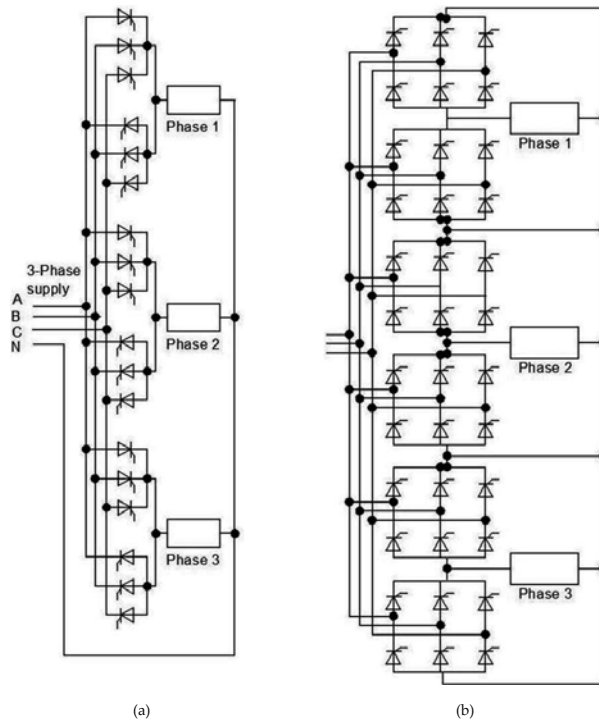 Phase 1
Phase 2
Phase 3
3-Phase
supply
A
B
C
N
(a)
Phase 1
Phase 2
Phase 3
(b)